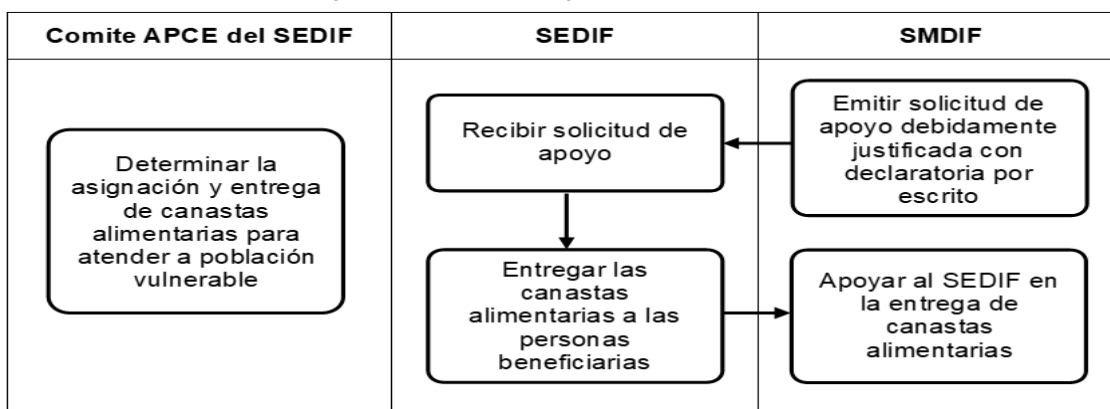 Comite APCE del SEDIF
SEDIF
SMDIF
Determinar la
asignación y entrega
de canastas
alimentarias para
atender a población
vulnerable
Recibir solicitud de
apoyo
Entregar las
canastas
alimentarias a las
personas
beneficiarias
Emitir solicitud de
apoyo debidamente
justificada con
declaratoria por
escrito
Apoyar al SEDIF en
la entrega de
canastas
alimentarias